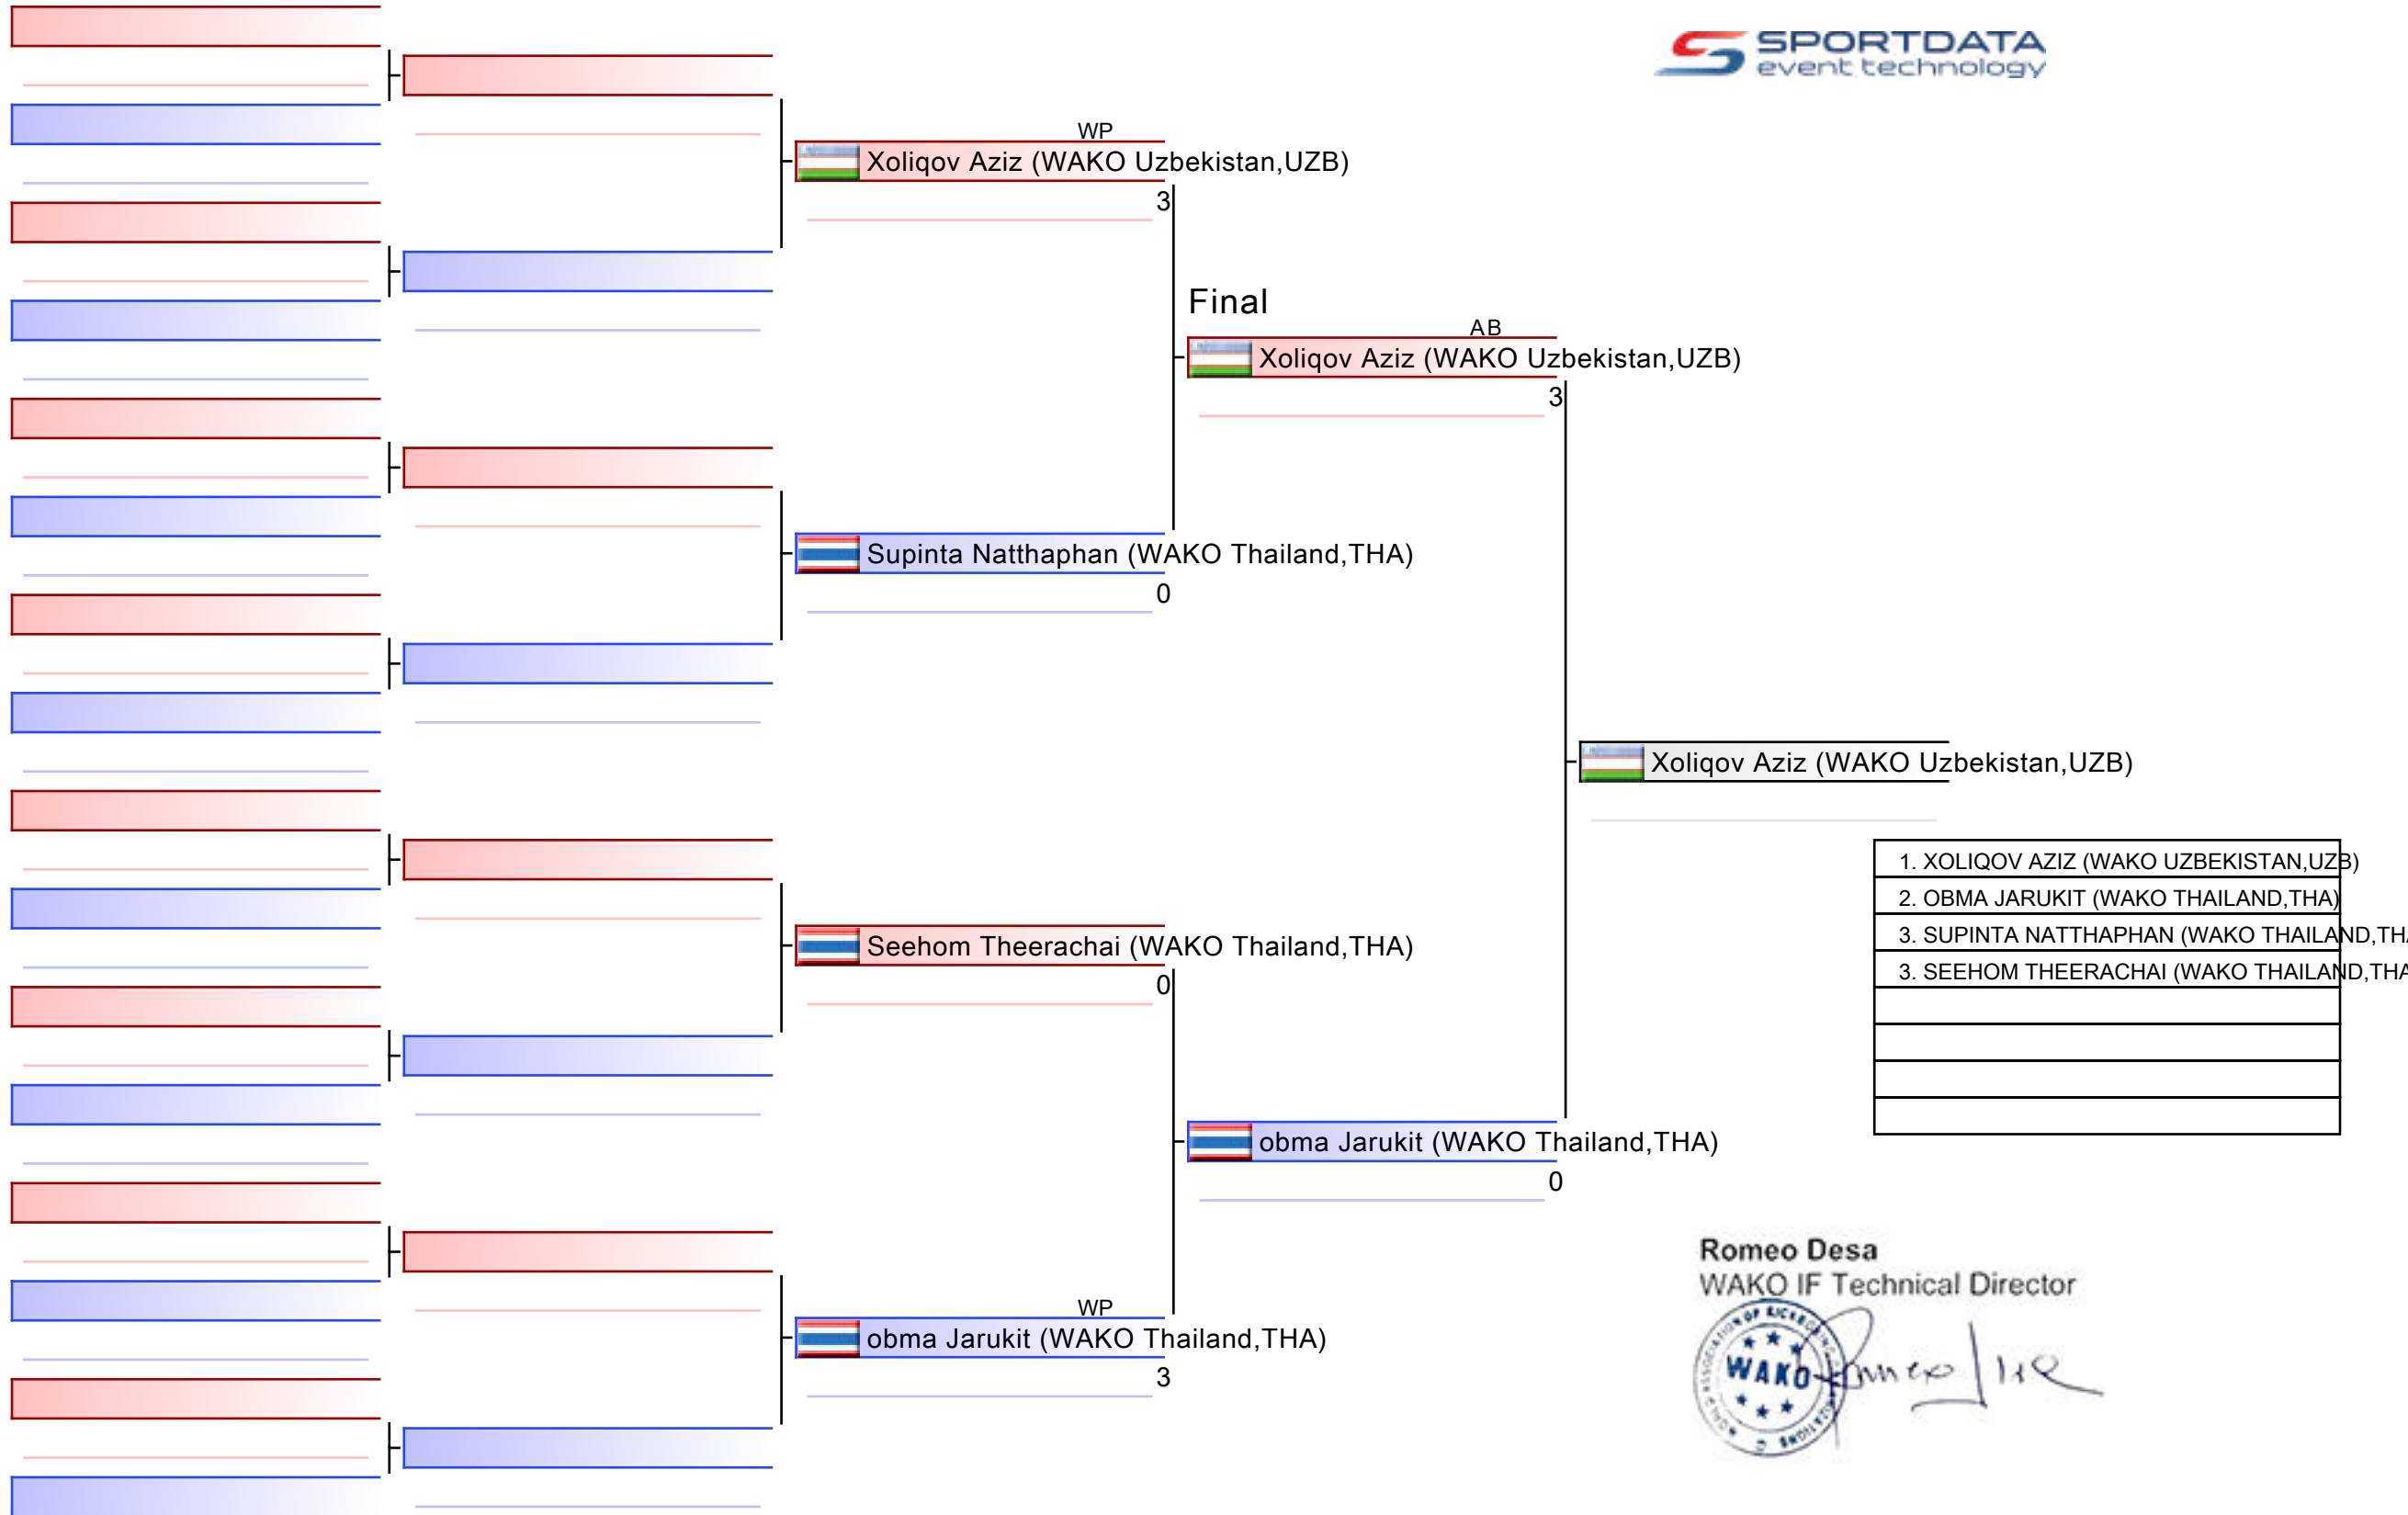 SPORTDATA
event technology
WP
Xoliqov Aziz (WAKO Uzbekistan,UZB)
3
Final
AB
Xoliqov Aziz (WAKO Uzbekistan,UZB)
3
Supinta Natthaphan (WAKO Thailand,THA)
0
Xoliqov Aziz (WAKO Uzbekistan,UZB)
1. XOLIQOV AZIZ (WAKO UZBEKISTAN,UZB)
2. OBMA JARUKIT (WAKO THAILAND,THA)
3. SUPINTA NATTHAPHAN (WAKO THAILAND,TH
3. SEEHOM THEERACHAI (WAKO THAILAND,THA
Seehom Theerachai (WAKO Thailand,THA)
0
obma Jarukit (WAKO Thailand,THA)
0
WP
obma Jarukit (WAKO Thailand,THA)
3
Romeo Desa
WAKO IF Technical Director
WAKO